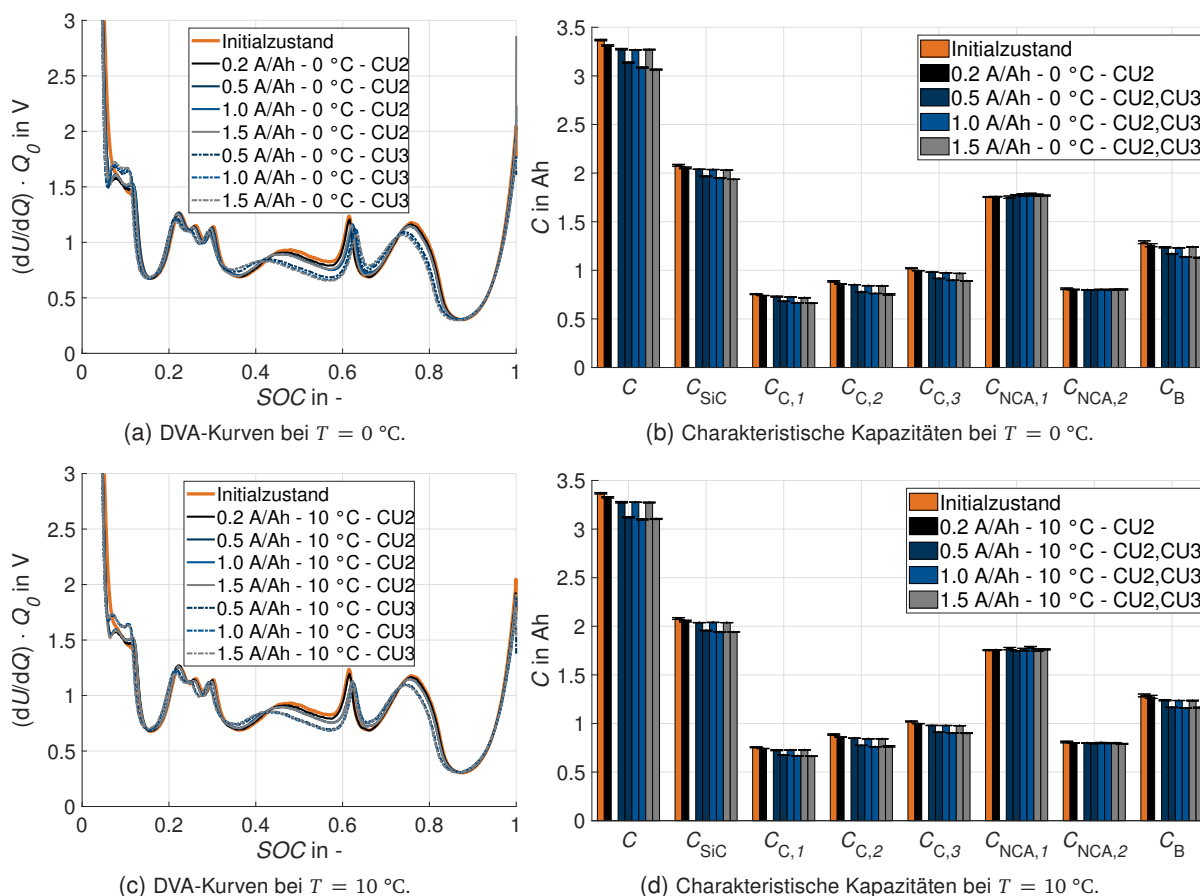 3
2.5
2
1.5
1
0.5
0
0
0.2
0.4
0.6
0.8
1
(dU/dQ) · Q0 in V
SOC in -
Initialzustand
0.2 A/Ah - 0 °C - CU2
0.5 A/Ah - 0 °C - CU2
1.0 A/Ah - 0 °C - CU2
1.5 A/Ah - 0 °C - CU2
0.5 A/Ah - 0 °C - CU3
1.0 A/Ah - 0 °C - CU3
1.5 A/Ah - 0 °C - CU3
(a) DVA-Kurven bei T = 0 °C.
3.5
3
2.5
2
1.5
1
0.5
0
C in Ah
C
CSiC
CC,1
CC,2
CC,3
CNCA,1
CNCA,2
CB
Initialzustand
0.2 A/Ah - 0 °C - CU2
0.5 A/Ah - 0 °C - CU2,CU3
1.0 A/Ah - 0 °C - CU2,CU3
1.5 A/Ah - 0 °C - CU2,CU3
(b) Charakteristische Kapazitäten bei T = 0 °C.
3
2.5
2
1.5
1
0.5
0
0
0.2
0.4
0.6
0.8
1
(dU/dQ) · Q0 in V
SOC in -
Initialzustand
0.2 A/Ah - 10 °C - CU2
0.5 A/Ah - 10 °C - CU2
1.0 A/Ah - 10 °C - CU2
1.5 A/Ah - 10 °C - CU2
0.5 A/Ah - 10 °C - CU3
1.0 A/Ah - 10 °C - CU3
1.5 A/Ah - 10 °C - CU3
(c) DVA-Kurven bei T = 10 °C.
3.5
3
2.5
2
1.5
1
0.5
0
C in Ah
C
CSiC
CC,1
CC,2
CC,3
CNCA,1
CNCA,2
CB
Initialzustand
0.2 A/Ah - 10 °C - CU2
0.5 A/Ah - 10 °C - CU2,CU3
1.0 A/Ah - 10 °C - CU2,CU3
1.5 A/Ah - 10 °C - CU2,CU3
(d) Charakteristische Kapazitäten bei T = 10 °C.